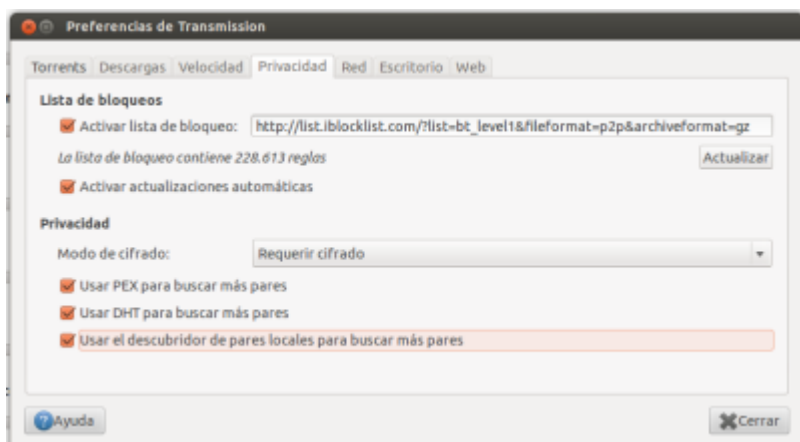 Preferencias de Transmission
Torrents Descargas Velocidad Privacidad Red Escritorio Web
Lista de bloqueos
Activar lista de bloqueo: http://list.iblocklist.com/?list=bt_level1&fileformat=p2p&archiveformat=gz
La lista de bloqueo contiene 228.613 reglas Actualizar
Activar actualizaciones automáticas
Privacidad
Modo de cifrado: Requerir cifrado
Usar PEX para buscar más pares
Usar DHT para buscar más pares
Usar el descubridor de pares locales para buscar más pares
Ayuda Cerrar